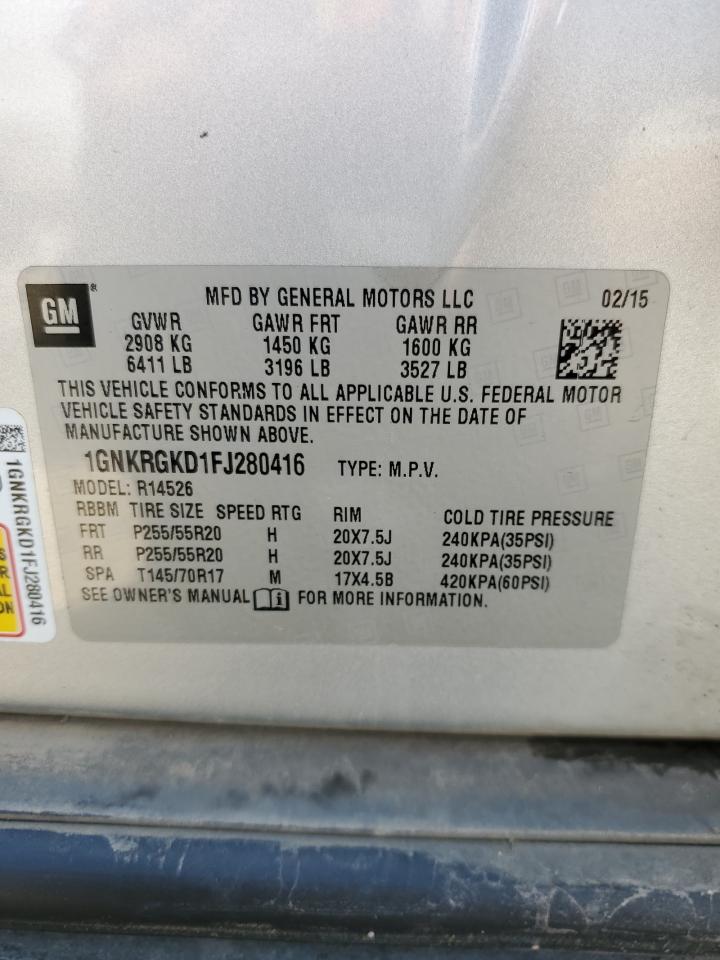 GM
MFD BY GENERAL MOTORS LLC 02/15
GVWR GAWR FRT GAWR RR
2908 KG 1450 KG 1600 KG
6411 LB 3196 LB 3527 LB
THIS VEHICLE CONFORMS TO ALL APPLICABLE U.S. FEDERAL MOTOR
VEHICLE SAFETY STANDARDS IN EFFECT ON THE DATE OF
MANUFACTURE SHOWN ABOVE.
1GNKRGKD1FJ280416 TYPE: M.P.V.
MODEL: R14526
RBBM TIRE SIZE SPEED RTG RIM COLD TIRE PRESSURE
FRT P255/55R20 H 20X7.5J 240KPA(35PSI)
RR P255/55R20 H 20X7.5J 240KPA(35PSI)
SPA T145/70R17 M 17X4.5B 420KPA(60PSI)
SEE OWNER'S MANUAL FOR MORE INFORMATION.
1GNKRGKD1FJ280416